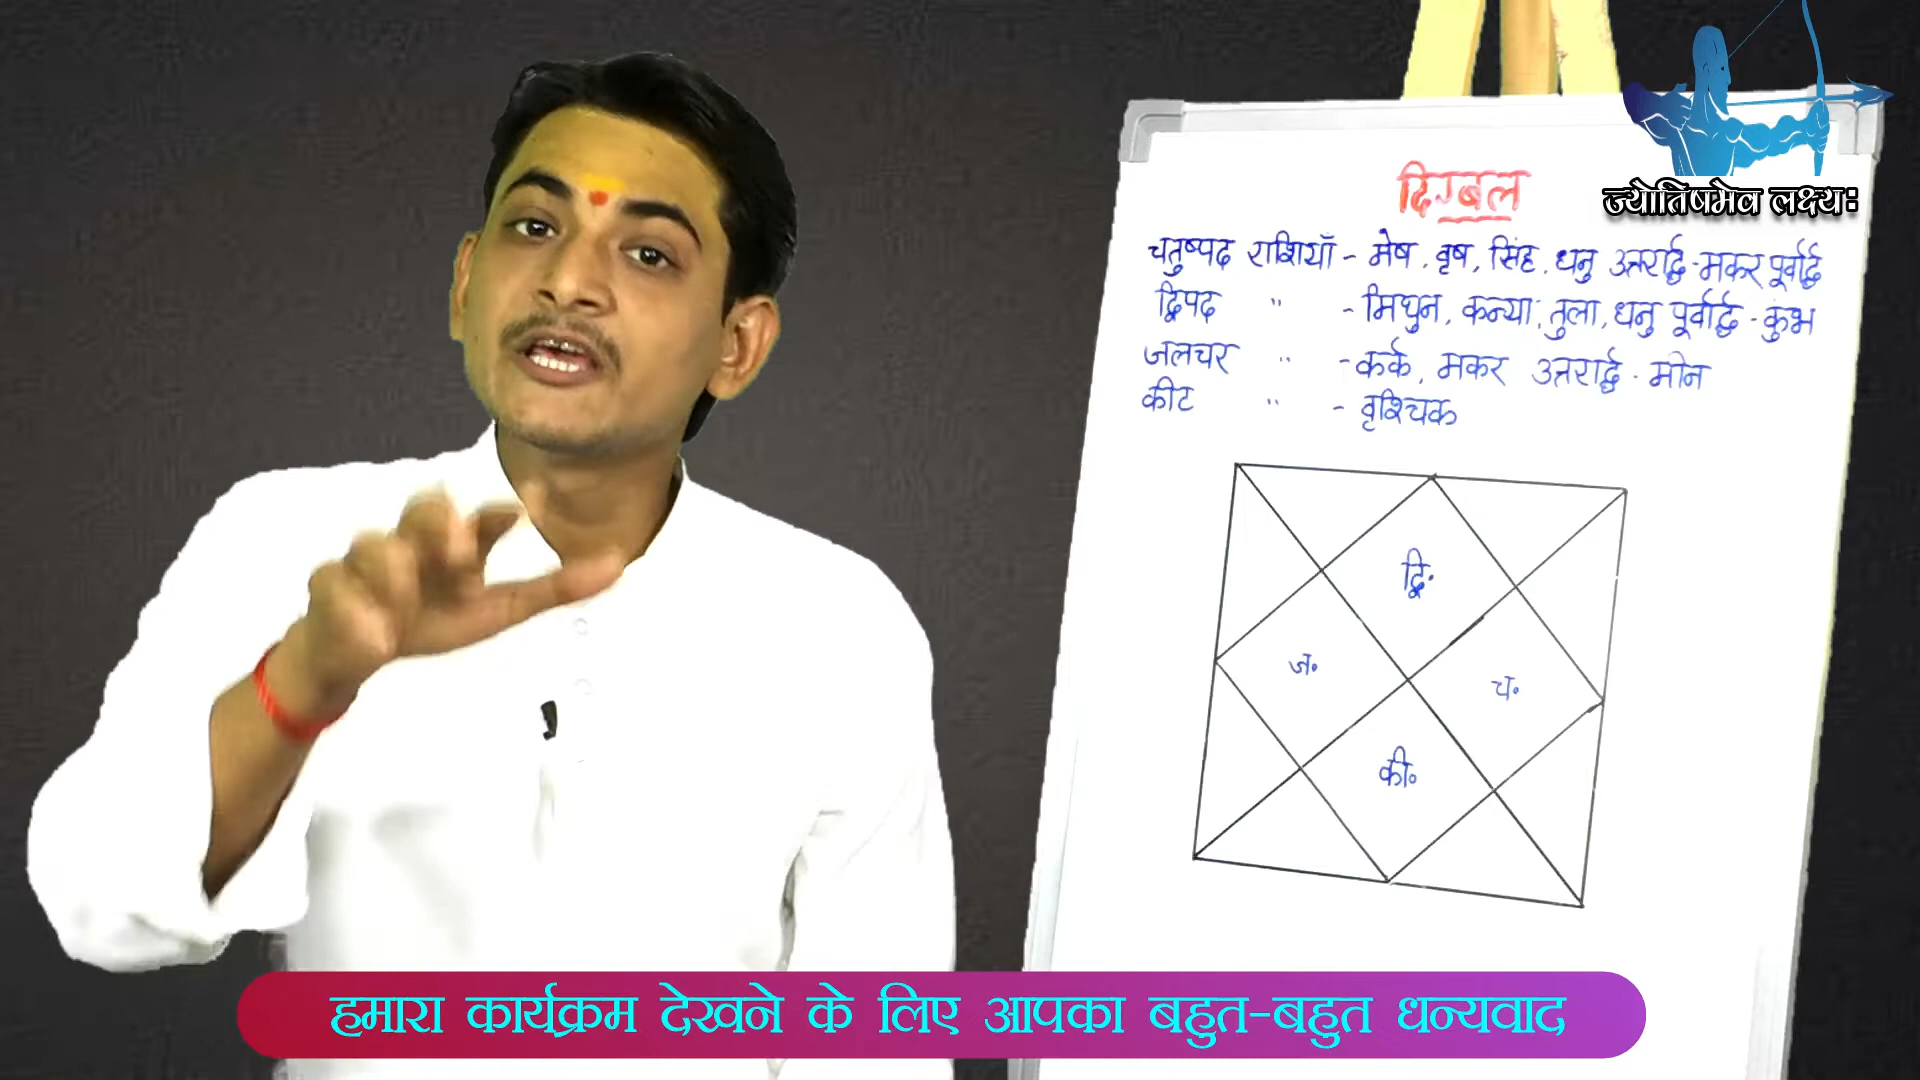 ज्योतिषमेव लक्ष्यः
दिग्बल
चतुष्पद राशियाँ - मेष, वृष, सिंह, धनु उत्तरार्द्ध - मकर पूर्वार्द्ध
द्विपद " - मिथुन, कन्या, तुला, धनु पूर्वार्द्ध - कुंभ
जलचर " - कर्क, मकर उत्तरार्द्ध - मीन
कीट " - वृश्चिक
द्वि॰
ज॰
च॰
की॰
हमारा कार्यक्रम देखने के लिए आपका बहुत-बहुत धन्यवाद